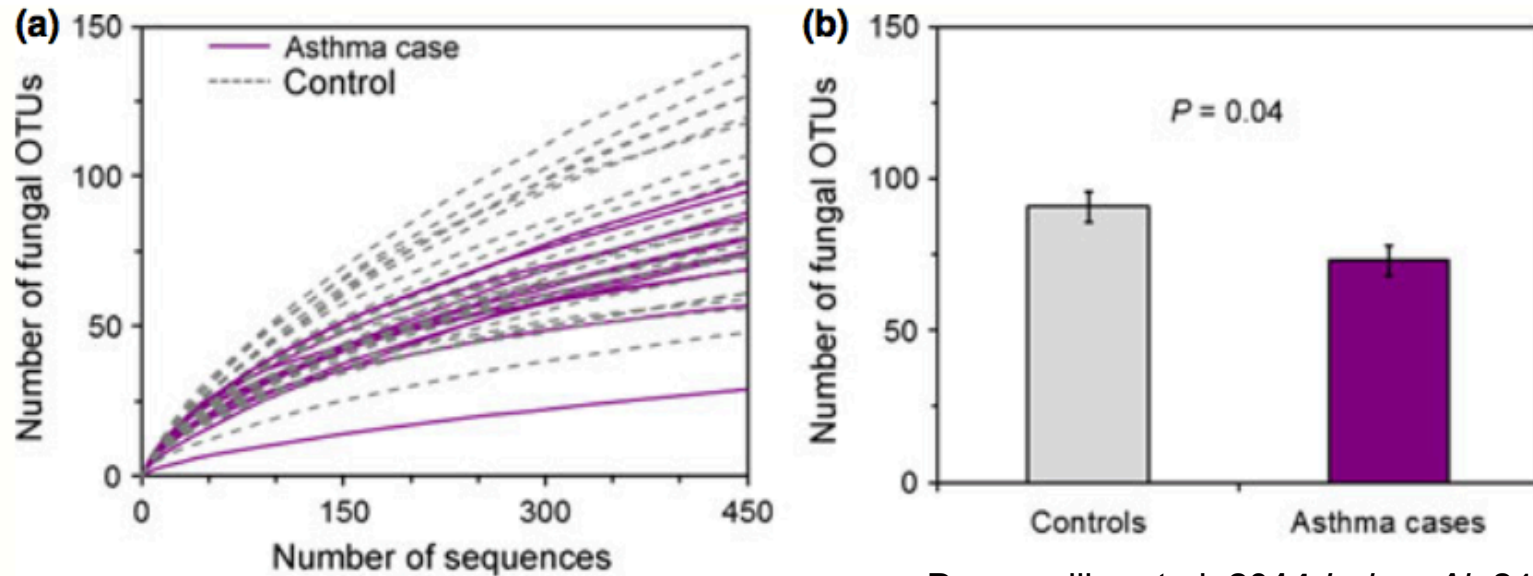 (a)
150
100
50
0
Number of fungal OTUs
Asthma case
Control
0 150 300 450
Number of sequences
(b)
150
100
50
0
Number of fungal OTUs
P = 0.04
Controls Asthma cases